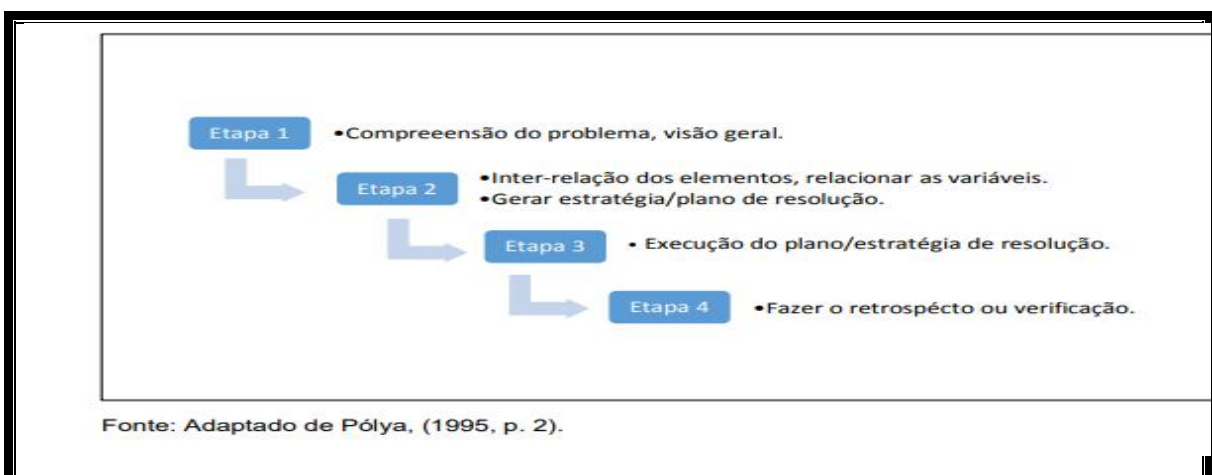 Etapa 1 •Compreeensão do problema, visão geral.
Etapa 2 •Inter-relação dos elementos, relacionar as variáveis.
•Gerar estratégia/plano de resolução.
Etapa 3 • Execução do plano/estratégia de resolução.
Etapa 4 •Fazer o retrospécto ou verificação.
Fonte: Adaptado de Pólya, (1995, p. 2).